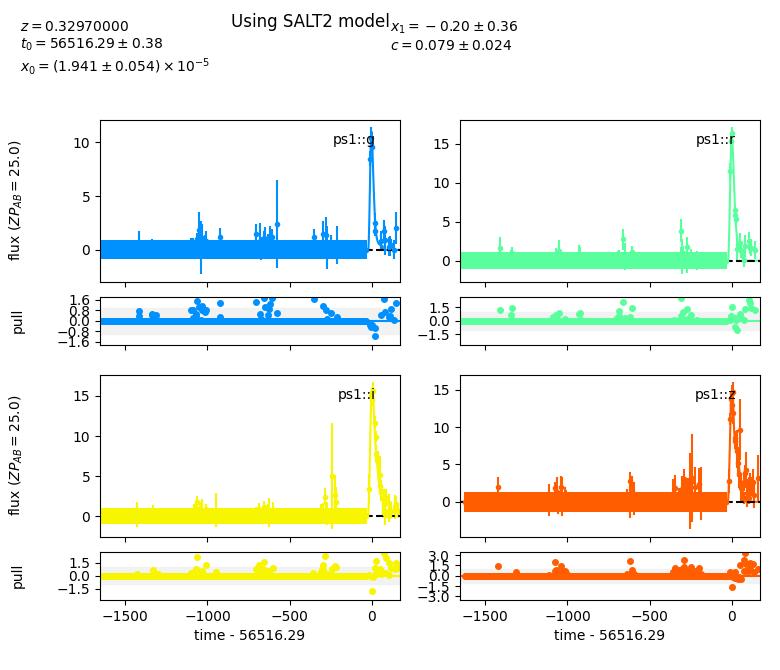 Using SALT2 model
z = 0.32970000
t₀ = 56516.29 ± 0.38
x₀ = (1.941 ± 0.054) × 10⁻⁵
x₁ = −0.20 ± 0.36
c = 0.079 ± 0.024
ps1::g
flux (ZP_AB = 25.0)
10
5
0
ps1::r
15
10
5
0
pull
1.6
0.8
0.0
−0.8
−1.6
1.5
0.0
−1.5
ps1::i
flux (ZP_AB = 25.0)
15
10
5
0
ps1::z
15
10
5
0
pull
1.5
0.0
−1.5
3.0
1.5
0.0
−1.5
−3.0
−1500 −1000 −500 0
time - 56516.29
−1500 −1000 −500 0
time - 56516.29